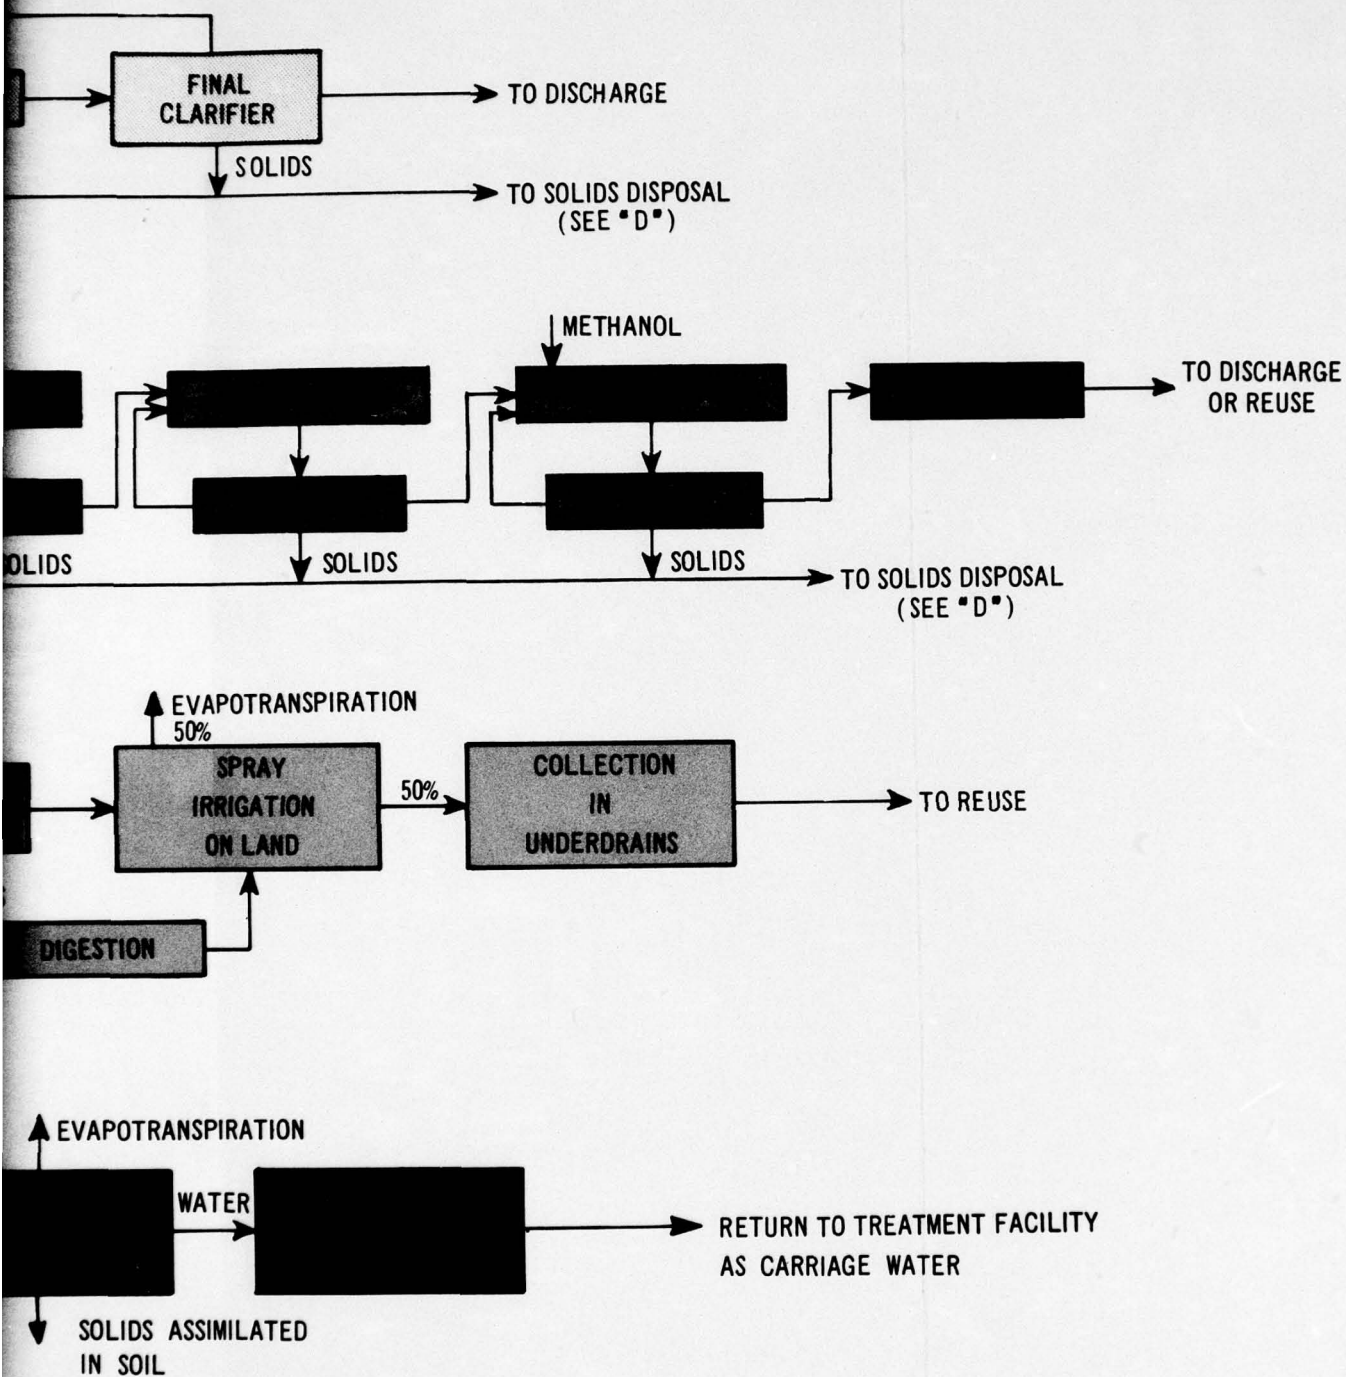 FINAL
CLARIFIER
TO DISCHARGE
SOLIDS
TO SOLIDS DISPOSAL
(SEE "D")
METHANOL
TO DISCHARGE
OR REUSE
SOLIDS
SOLIDS
TO SOLIDS DISPOSAL
(SEE "D")
EVAPOTRANSPIRATION
50%
SPRAY
IRRIGATION
ON LAND
50%
COLLECTION
IN
UNDERDRAINS
TO REUSE
DIGESTION
EVAPOTRANSPIRATION
WATER
RETURN TO TREATMENT FACILITY
AS CARRIAGE WATER
SOLIDS ASSIMILATED
IN SOIL